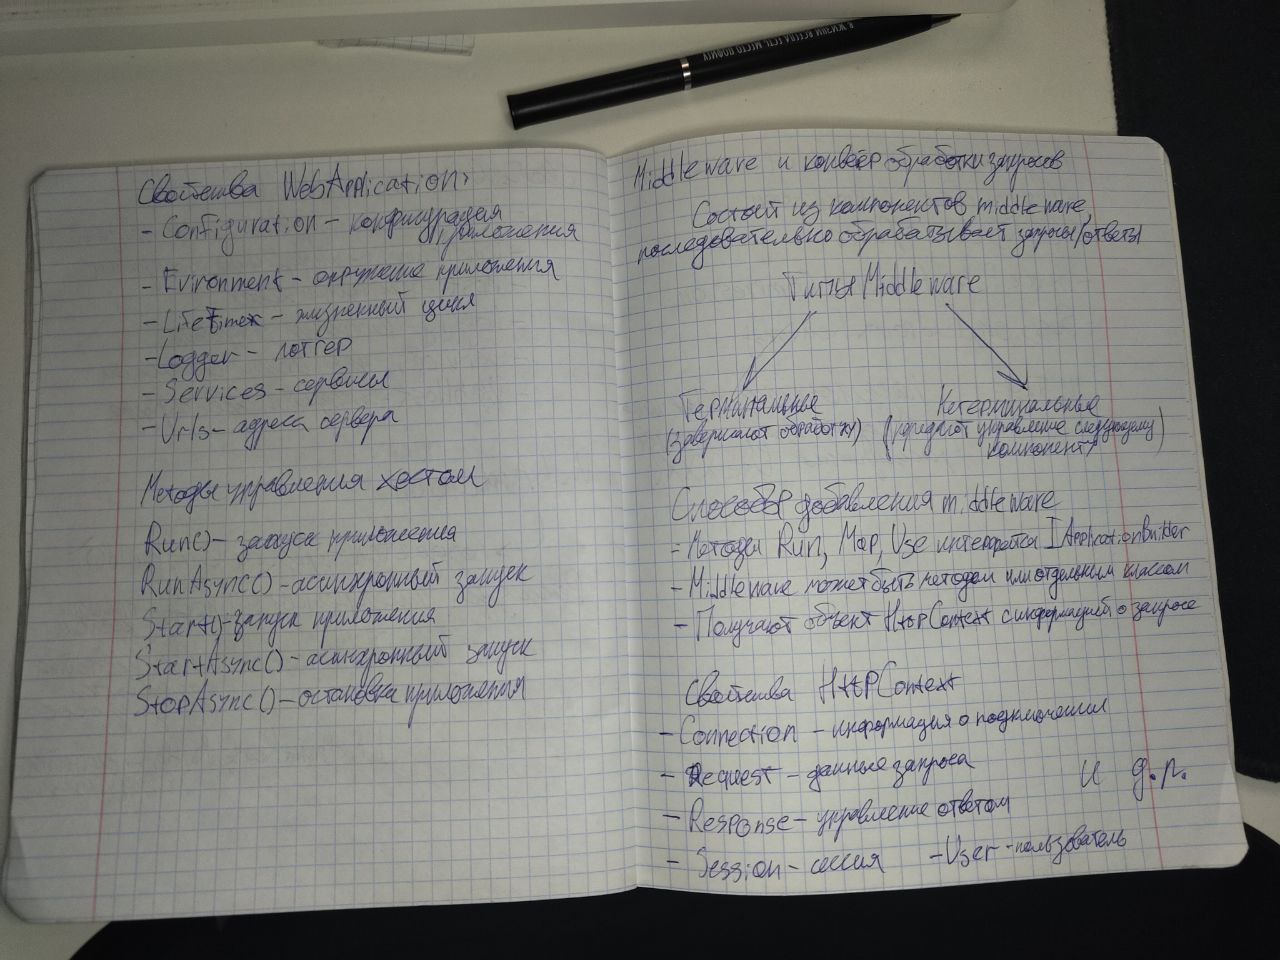 Свойства WebApplication:
- Configuration - конфигурация
приложения
- Evironment - окружение приложения
- Lifetime - жизненный цикл
- Logger - логгер
- Services - сервисы
- Urls - адреса сервера
Методы управления хостом
Run() - запуск приложения
RunAsync() - асинхронный запуск
Start() - запуск приложения
StartAsync() - асинхронный запуск
StopAsync() - остановка приложения
Middleware и конвеер обработки запросов
Состоит из компонентов middleware,
последовательно обрабатывает запросы/ответы
Типы Middleware
Терминальные
(завершают обработку)
Нетерминальные
(передают управление следующему
компоненту)
Способы добавления middleware
- Методы Run, Map, Use интерфейса IApplicationBuilder
- Middleware может быть методом или отдельным классом
- Получают объект HttpContext с информацией о запросе
Свойства HttpContext
- Connection - информация о подключении
- Request - данные запроса
и д.р.
- Response - управление ответом
- Session - сессия - User - пользователь